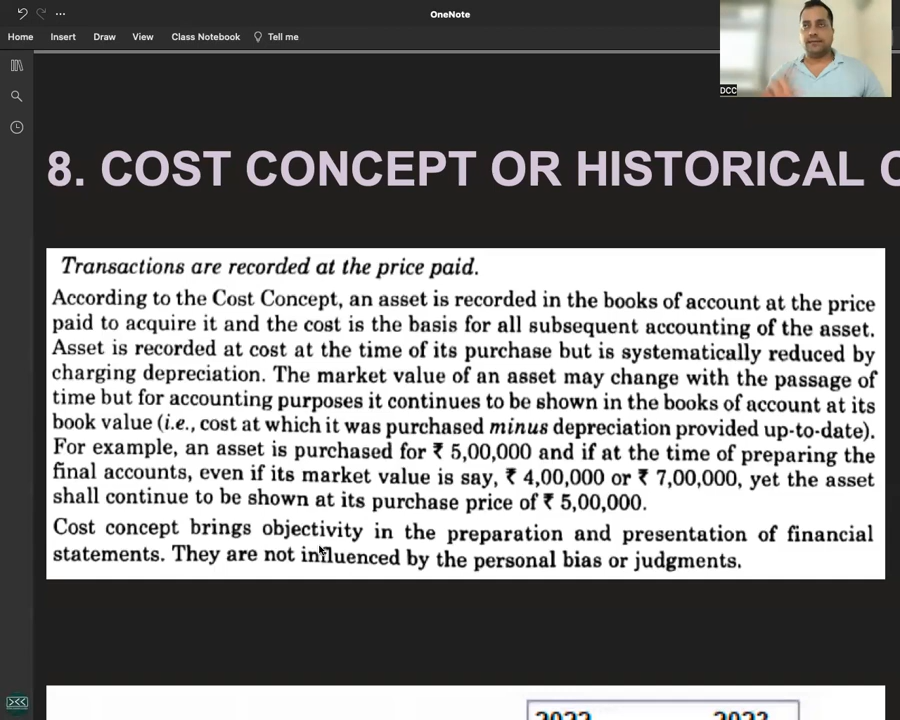 OneNote
Home Insert Draw View Class Notebook Tell me
DCC
8. COST CONCEPT OR HISTORICAL
Transactions are recorded at the price paid.
According to the Cost Concept, an asset is recorded in the books of account at the price
paid to acquire it and the cost is the basis for all subsequent accounting of the asset.
Asset is recorded at cost at the time of its purchase but is systematically reduced by
charging depreciation. The market value of an asset may change with the passage of
time but for accounting purposes it continues to be shown in the books of account at its
book value (i.e., cost at which it was purchased minus depreciation provided up-to-date).
For example, an asset is purchased for ₹ 5,00,000 and if at the time of preparing the
final accounts, even if its market value is say, ₹ 4,00,000 or ₹ 7,00,000, yet the asset
shall continue to be shown at its purchase price of ₹ 5,00,000.
Cost concept brings objectivity in the preparation and presentation of financial
statements. They are not influenced by the personal bias or judgments.
2022 2023